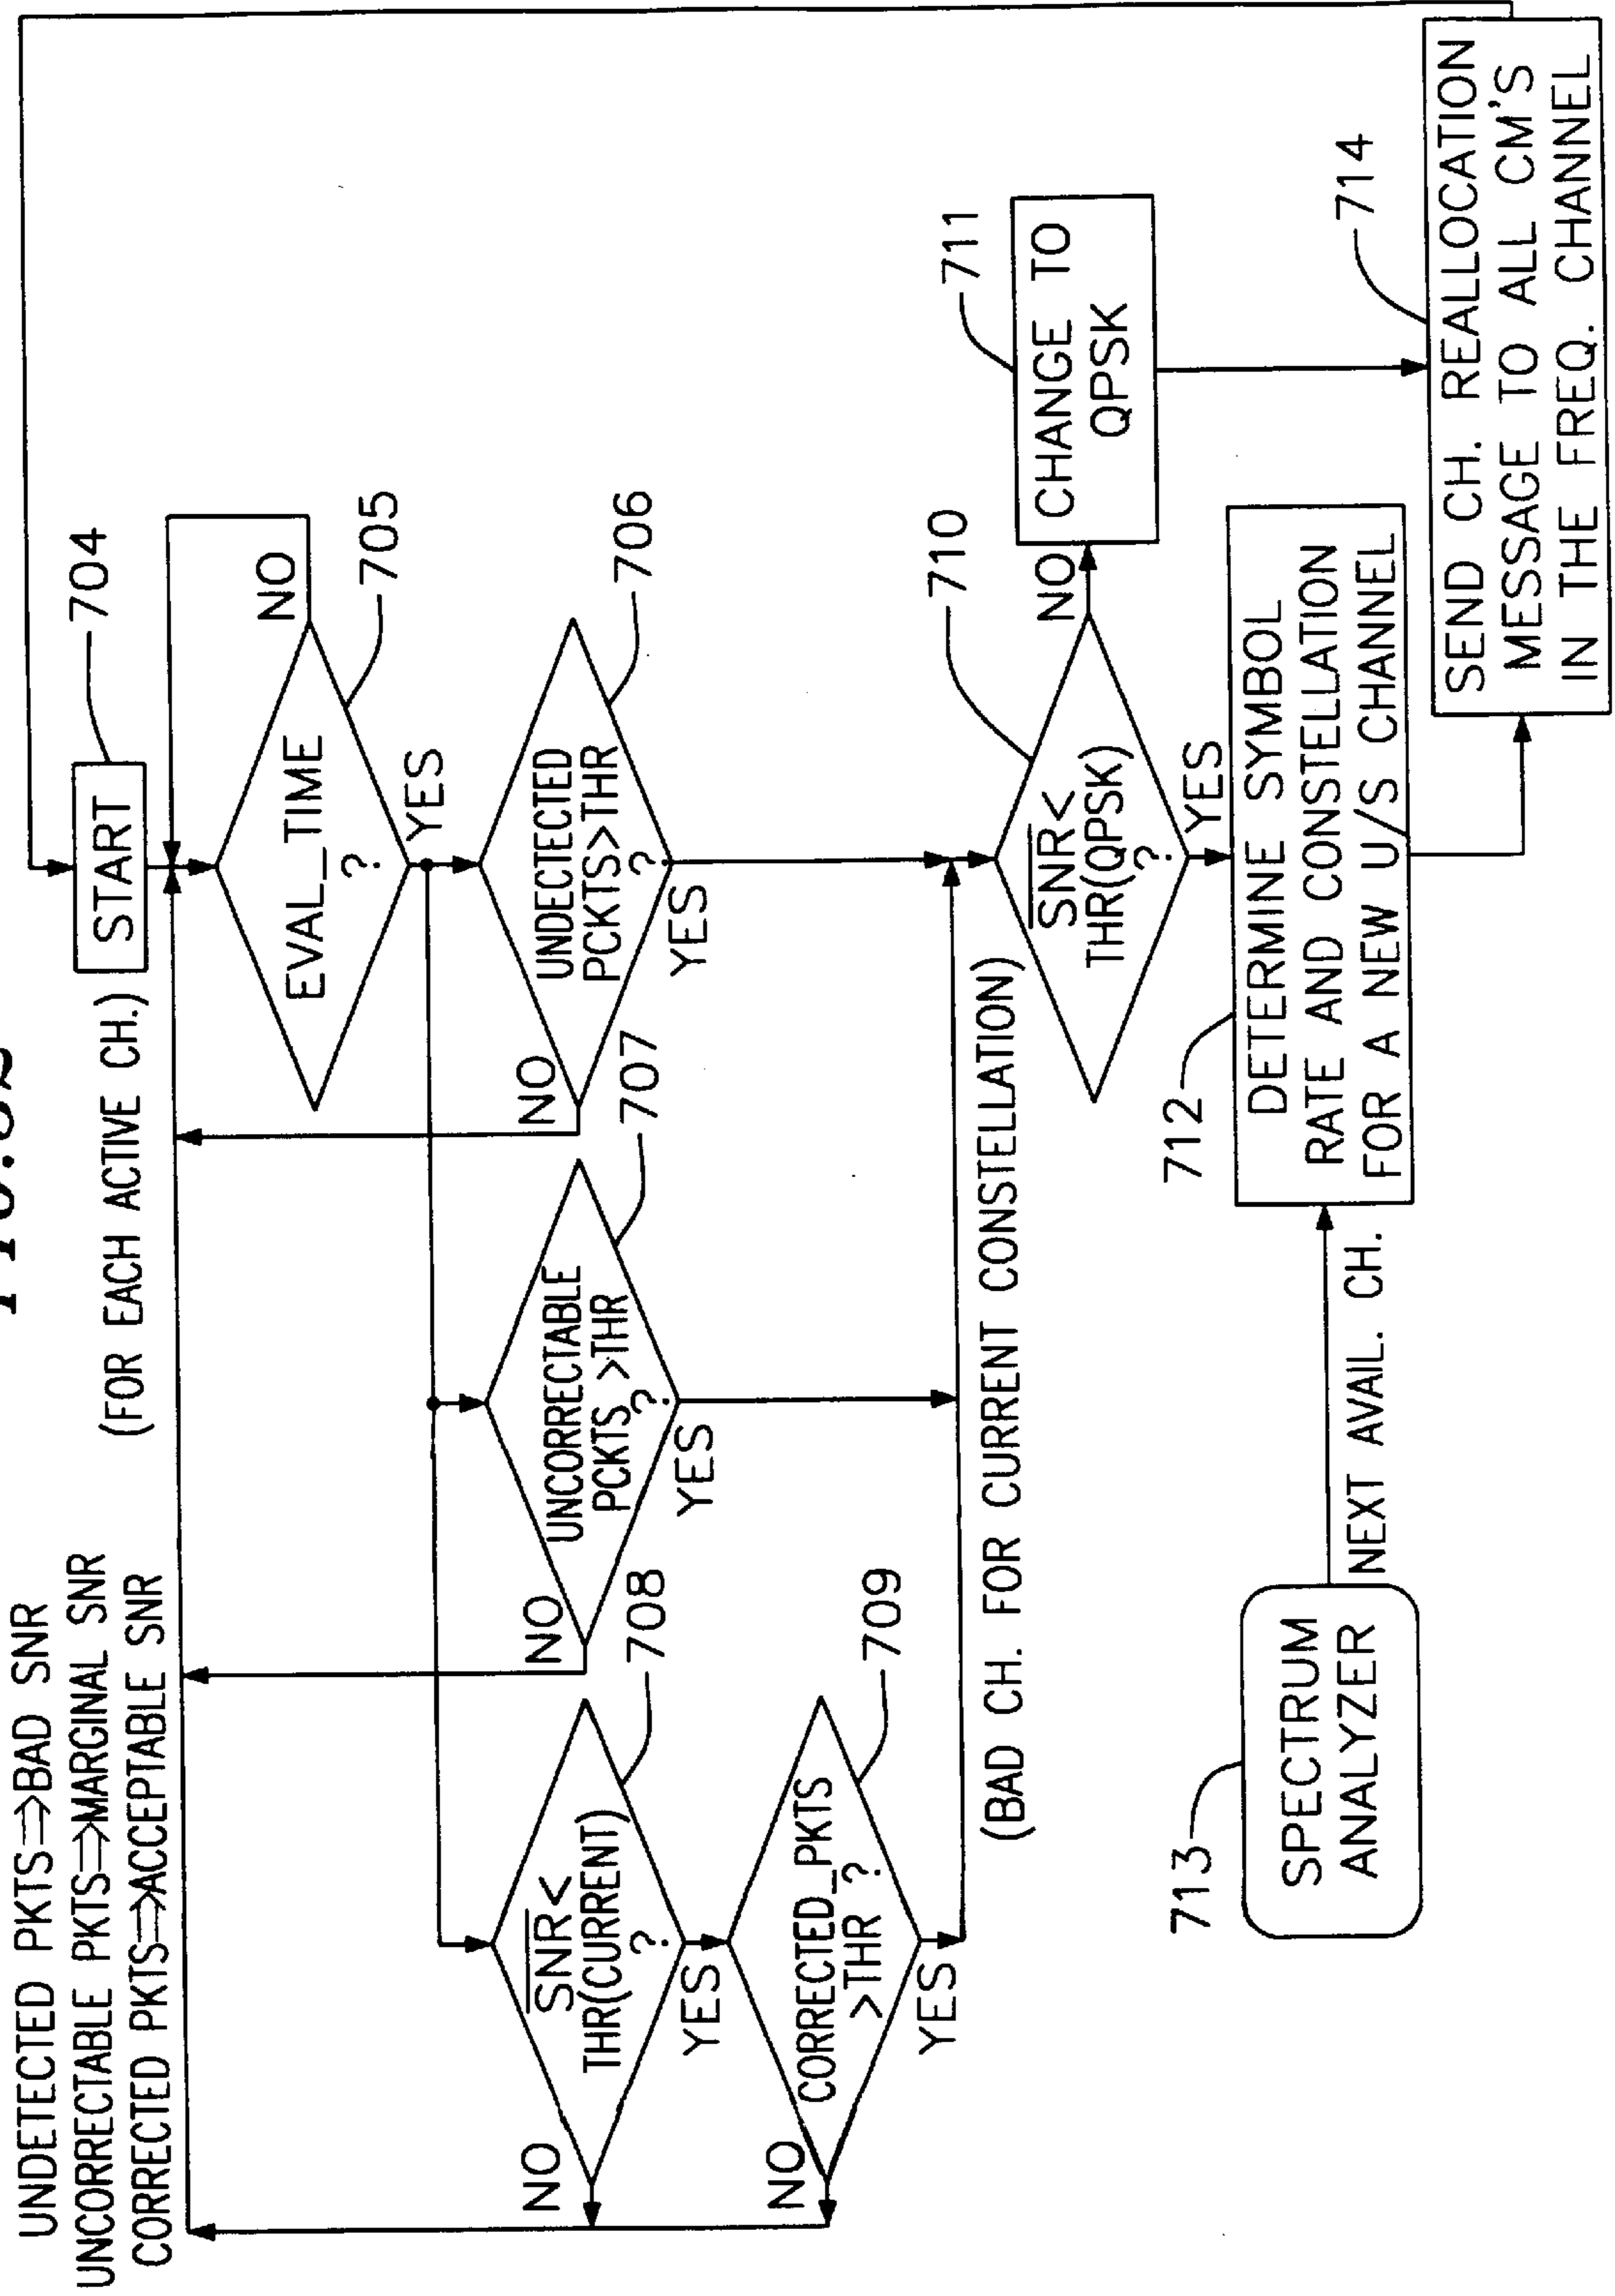 UNDETECTED PKTS⇒BAD SNR
UNCORRECTABLE PKTS⇒MARGINAL SNR
CORRECTED PKTS⇒ACCEPTABLE SNR
(FOR EACH ACTIVE CH.)
START
704
EVAL_TIME
?
705
NO
YES
UNDECTECTED
PCKTS>THR
?
706
NO
YES
UNCORRECTABLE
PCKTS >THR
?
707
NO
YES
SNR<
THR(CURRENT)
?
708
NO
YES
CORRECTED_PKTS
>THR ?
709
NO
YES
(BAD CH. FOR CURRENT CONSTELLATION)
SNR<
THR(QPSK)
?
710
NO
YES
CHANGE TO
QPSK
711
712
DETERMINE SYMBOL
RATE AND CONSTELLATION
FOR A NEW U/S CHANNEL
713
SPECTRUM
ANALYZER
NEXT AVAIL. CH.
714
SEND CH. REALLOCATION
MESSAGE TO ALL CM'S
IN THE FREQ. CHANNEL